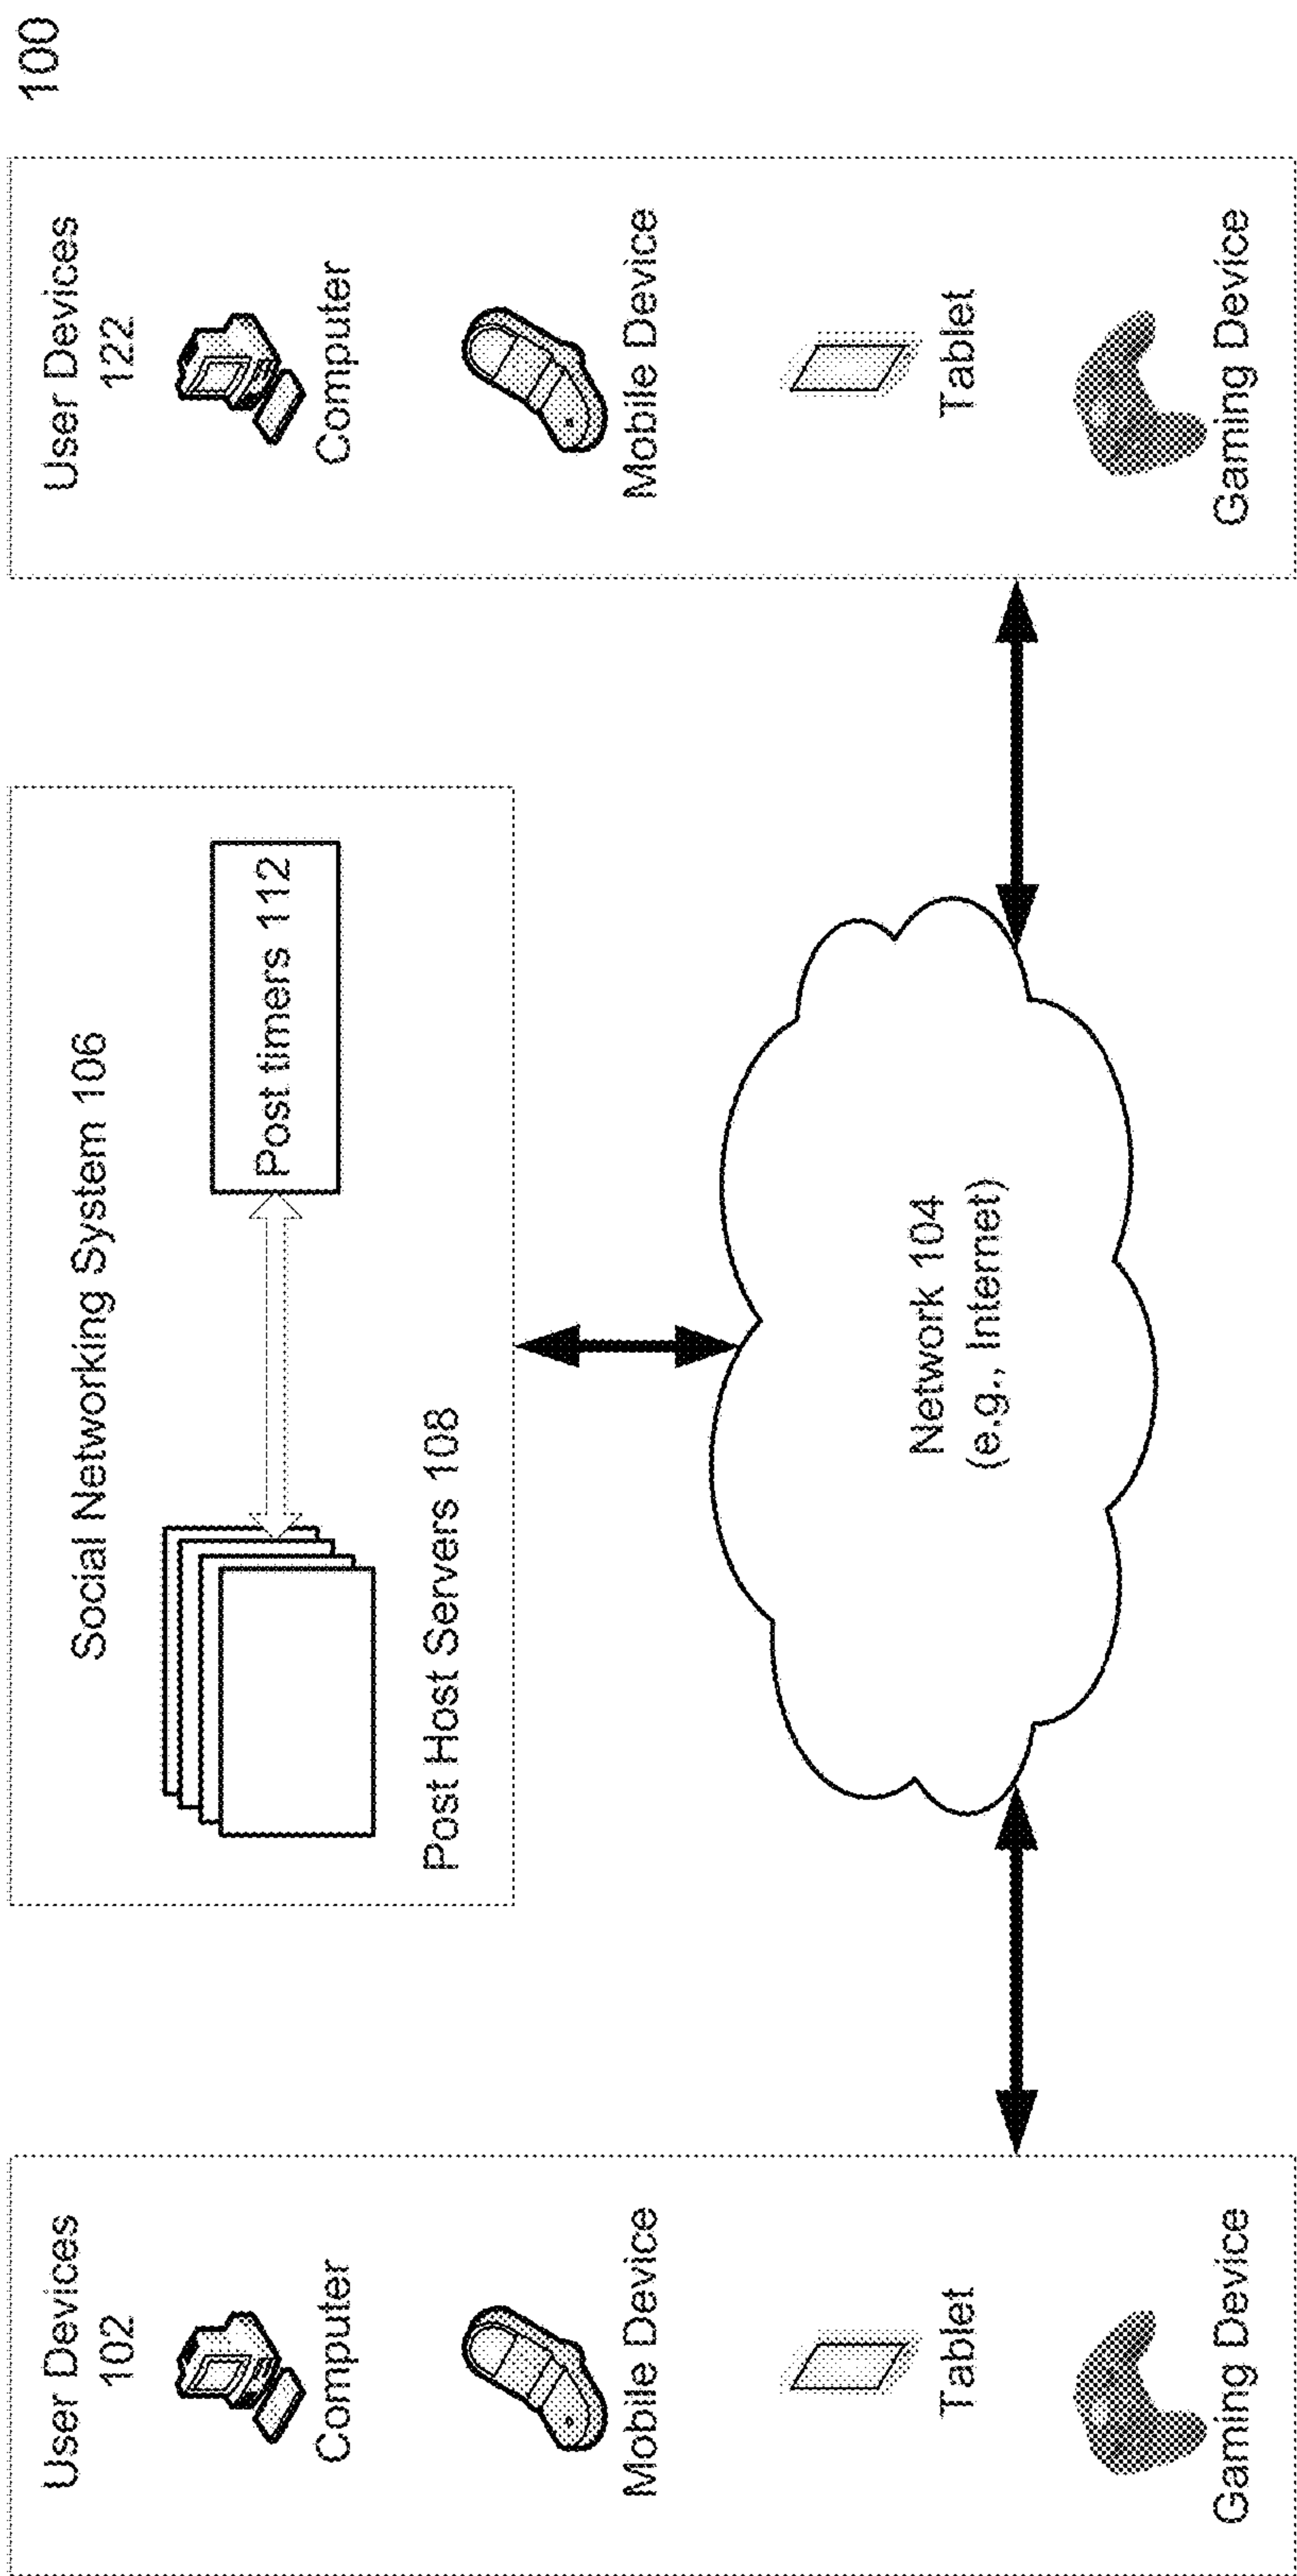 100
User Devices
102
Computer
Mobile Device
Tablet
Gaming Device
Social Networking System 106
Post timers 112
Post Host Servers 108
Network 104
(e.g., Internet)
User Devices
122
Computer
Mobile Device
Tablet
Gaming Device